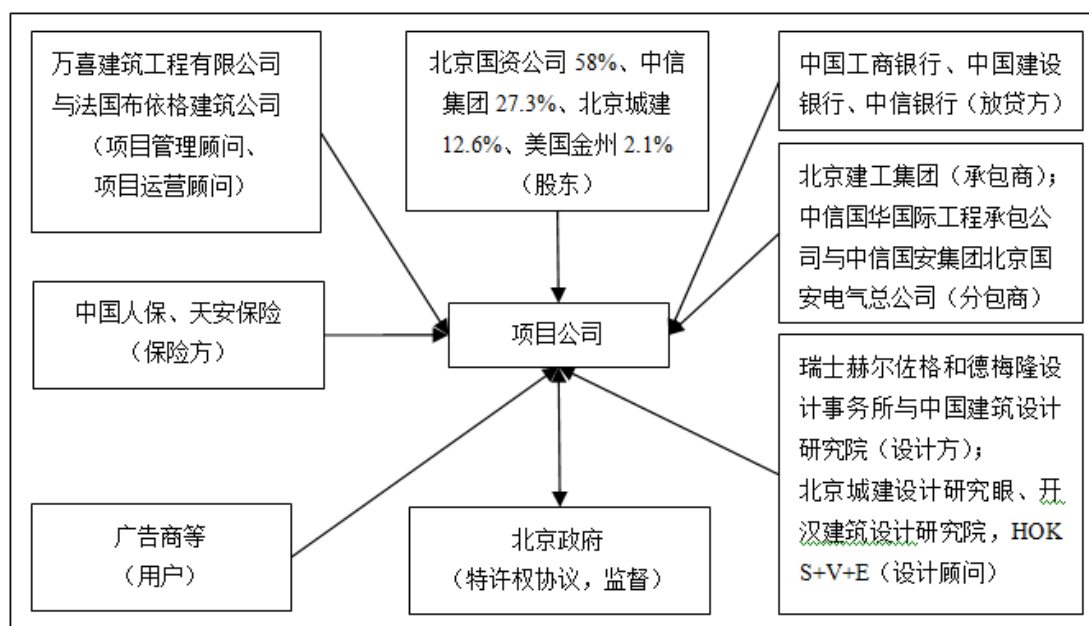 万喜建筑工程有限公司
与法国布依格建筑公司
（项目管理顾问、
项目运营顾问）
北京国资公司 58%、中信
集团 27.3%、北京城建
12.6%、美国金州 2.1%
（股东）
中国工商银行、中国建设
银行、中信银行（放贷方）
北京建工集团（承包商）；
中信国华国际工程承包公
司与中信国安集团北京国
安电气总公司（分包商）
中国人保、天安保险
（保险方）
项目公司
瑞士赫尔佐格和德梅隆设
计事务所与中国建筑设计
研究院（设计方）；
北京城建设计研究眼、开
汉建筑设计研究院，HOK
S+V+E（设计顾问）
广告商等
（用户）
北京政府
（特许权协议，监督）